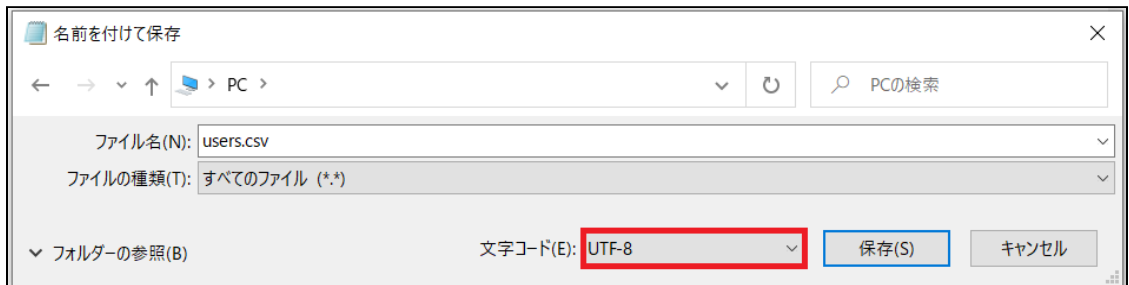 名前を付けて保存
PC
PCの検索
ファイル名(N): users.csv
ファイルの種類(T): すべてのファイル (*.*)
フォルダーの参照(B) 文字コード(E): UTF-8 保存(S) キャンセル